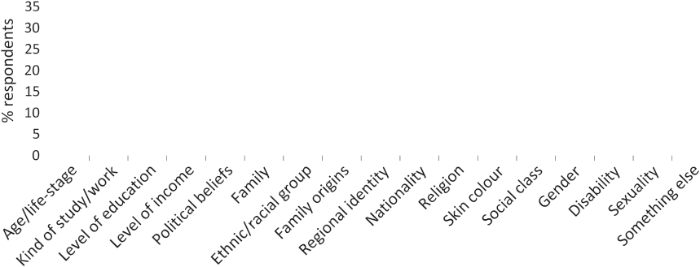 % respondents
35
30
25
20
15
10
5
0
Age/life-stage
Kind of study/work
Level of education
Level of income
Political beliefs
Family
Ethnic/racial group
Family origins
Regional identity
Nationality
Religion
Skin colour
Social class
Gender
Disability
Sexuality
Something else